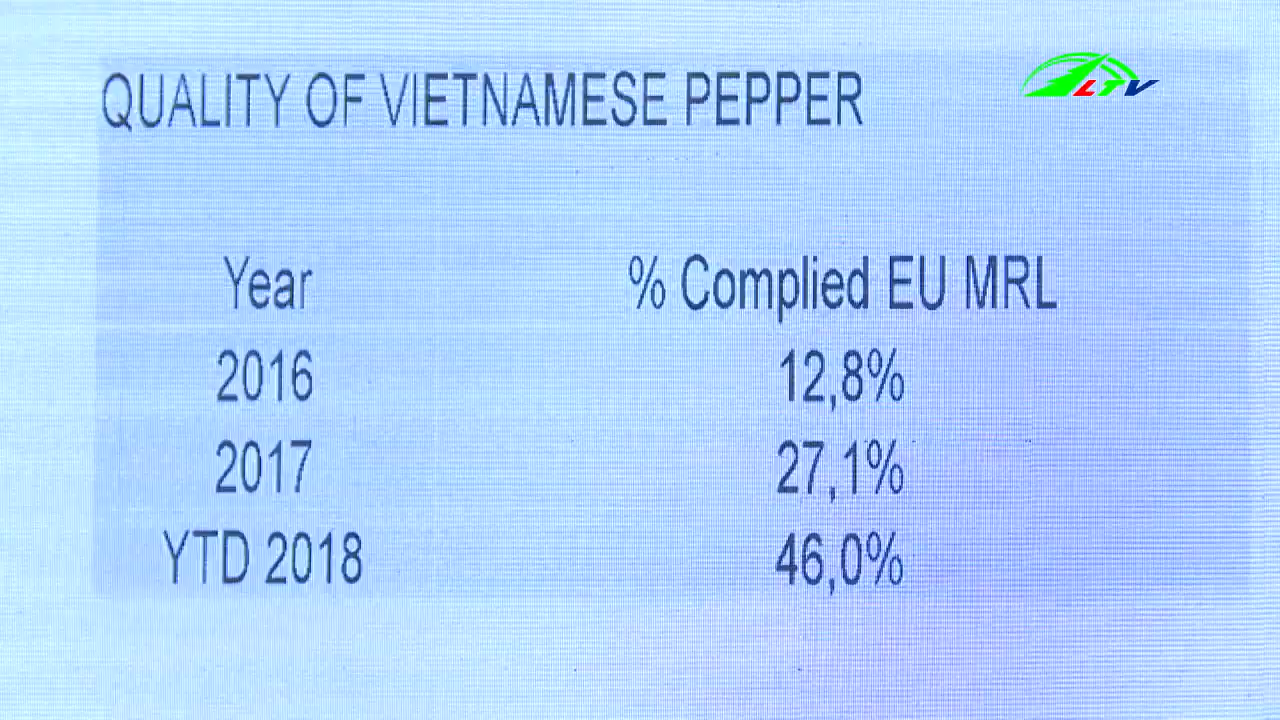 QUALITY OF VIETNAMESE PEPPER
LTV
Year % Complied EU MRL
2016 12,8%
2017 27,1%
YTD 2018 46,0%